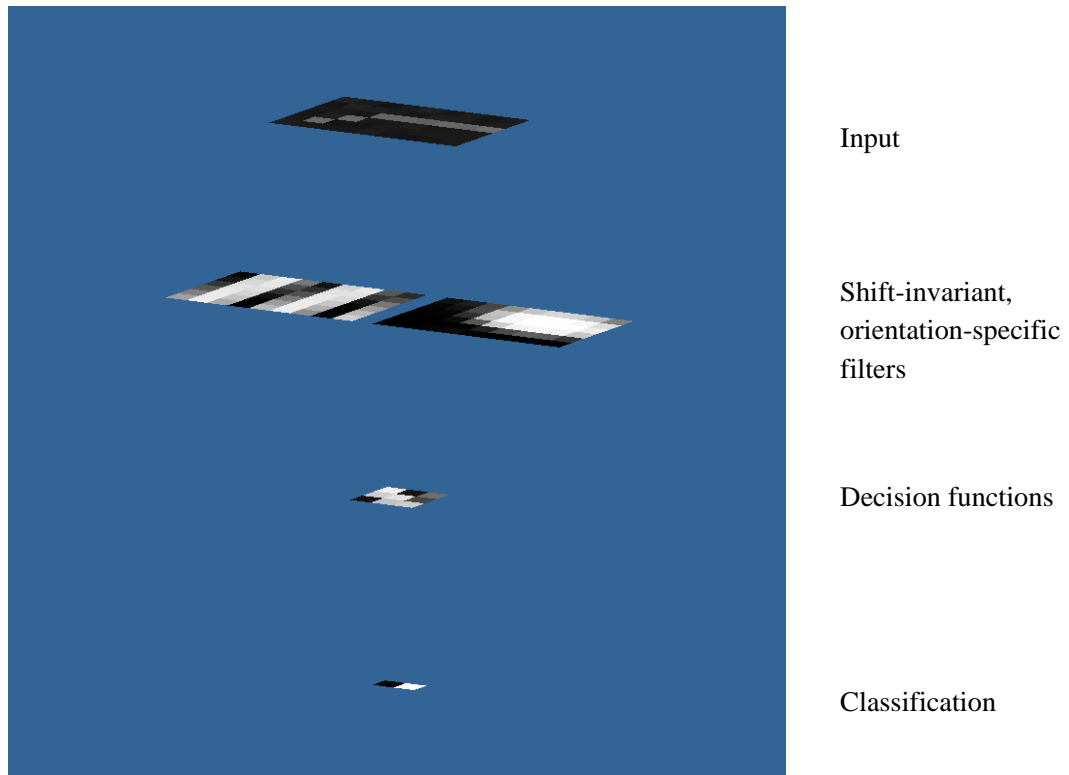 Input
Shift-invariant,
orientation-specific
filters
Decision functions
Classification